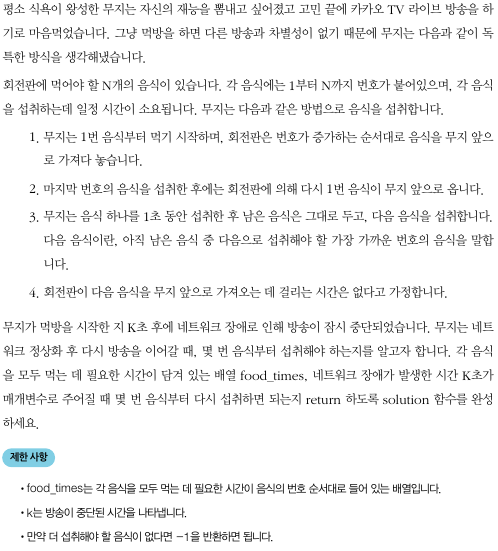 평소 식욕이 왕성한 무지는 자신의 재능을 뽐내고 싶어졌고 고민 끝에 카카오 TV 라이브 방송을 하
기로 마음먹었습니다. 그냥 먹방을 하면 다른 방송과 차별성이 없기 때문에 무지는 다음과 같이 독
특한 방식을 생각해냈습니다.
회전판에 먹어야 할 N개의 음식이 있습니다. 각 음식에는 1부터 N까지 번호가 붙어있으며, 각 음식
을 섭취하는데 일정 시간이 소요됩니다. 무지는 다음과 같은 방법으로 음식을 섭취합니다.
1. 무지는 1번 음식부터 먹기 시작하며, 회전판은 번호가 증가하는 순서대로 음식을 무지 앞으
로 가져다 놓습니다.
2. 마지막 번호의 음식을 섭취한 후에는 회전판에 의해 다시 1번 음식이 무지 앞으로 옵니다.
3. 무지는 음식 하나를 1초 동안 섭취한 후 남은 음식은 그대로 두고, 다음 음식을 섭취합니다.
다음 음식이란, 아직 남은 음식 중 다음으로 섭취해야 할 가장 가까운 번호의 음식을 말합
니다.
4. 회전판이 다음 음식을 무지 앞으로 가져오는 데 걸리는 시간은 없다고 가정합니다.
무지가 먹방을 시작한 지 K초 후에 네트워크 장애로 인해 방송이 잠시 중단되었습니다. 무지는 네트
워크 정상화 후 다시 방송을 이어갈 때, 몇 번 음식부터 섭취해야 하는지를 알고자 합니다. 각 음식
을 모두 먹는 데 필요한 시간이 담겨 있는 배열 food_times, 네트워크 장애가 발생한 시간 K초가
매개변수로 주어질 때 몇 번 음식부터 다시 섭취하면 되는지 return 하도록 solution 함수를 완성
하세요.
제한 사항
• food_times는 각 음식을 모두 먹는 데 필요한 시간이 음식의 번호 순서대로 들어 있는 배열입니다.
• k는 방송이 중단된 시간을 나타냅니다.
• 만약 더 섭취해야 할 음식이 없다면 −1을 반환하면 됩니다.